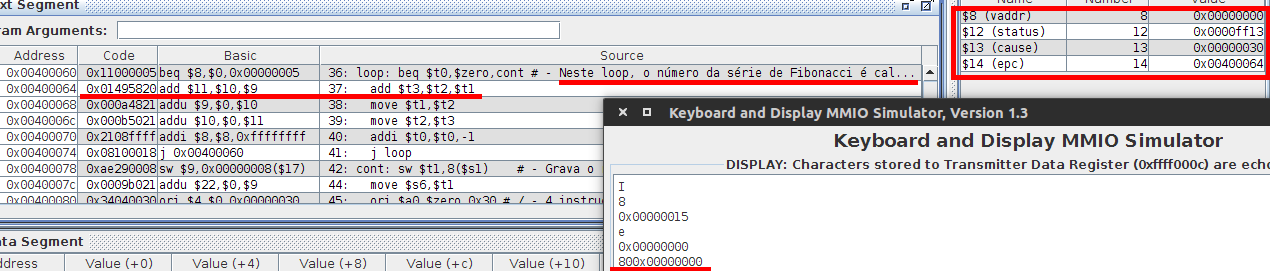 ext Segment
ram Arguments:
Address Code Basic Source
0x00400060 0x11000005 beq $8,$0,0x00000005 36: loop: beq $t0,$zero,cont # - Neste loop, o número da série de Fibonacci é cal...
0x00400064 0x01495820 add $11,$10,$9 37: add $t3,$t2,$t1
0x00400068 0x000a4821 addu $9,$0,$10 38: move $t1,$t2
0x0040006c 0x000b5021 addu $10,$0,$11 39: move $t2,$t3
0x00400070 0x2108ffff addi $8,$8,0xffffffff 40: addi $t0,$t0,-1
0x00400074 0x08100018 j 0x00400060 41: j loop
0x00400078 0xae290008 sw $9,0x00000008($17) 42: cont: sw $t1,8($s1) # - Grava o
0x0040007c 0x0009b021 addu $22,$0,$9 44: move $s6,$t1
0x00400080 0x34040030 ori $4,$0,0x00000030 45: ori $a0,$zero,0x30 # / - 4 instruc
ata Segment
ddress Value (+0) Value (+4) Value (+8) Value (+c) Value (+10)
Name Number Value
$8 (vaddr) 8 0x00000000
$12 (status) 12 0x0000ff13
$13 (cause) 13 0x00000030
$14 (epc) 14 0x00400064
Keyboard and Display MMIO Simulator, Version 1.3
Keyboard and Display MMIO Simulator
DISPLAY: Characters stored to Transmitter Data Register (0xffff000c) are echo
I
8
0x00000015
e
0x00000000
800x00000000